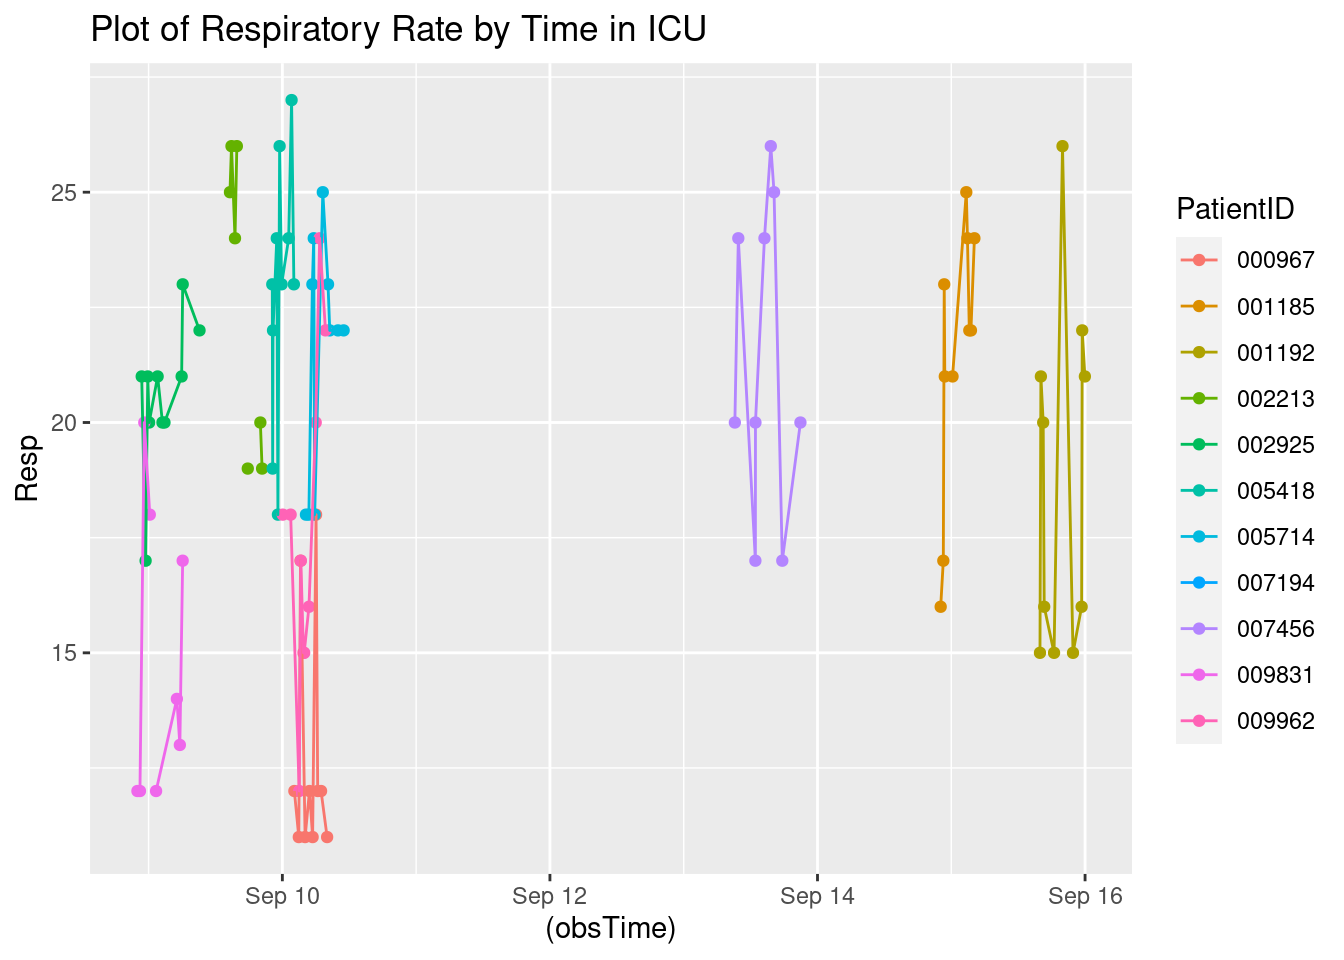 Plot of Respiratory Rate by Time in ICU
25
20
15
Resp
Sep 10
Sep 12
Sep 14
Sep 16
(obsTime)
PatientID
000967
001185
001192
002213
002925
005418
005714
007194
007456
009831
009962